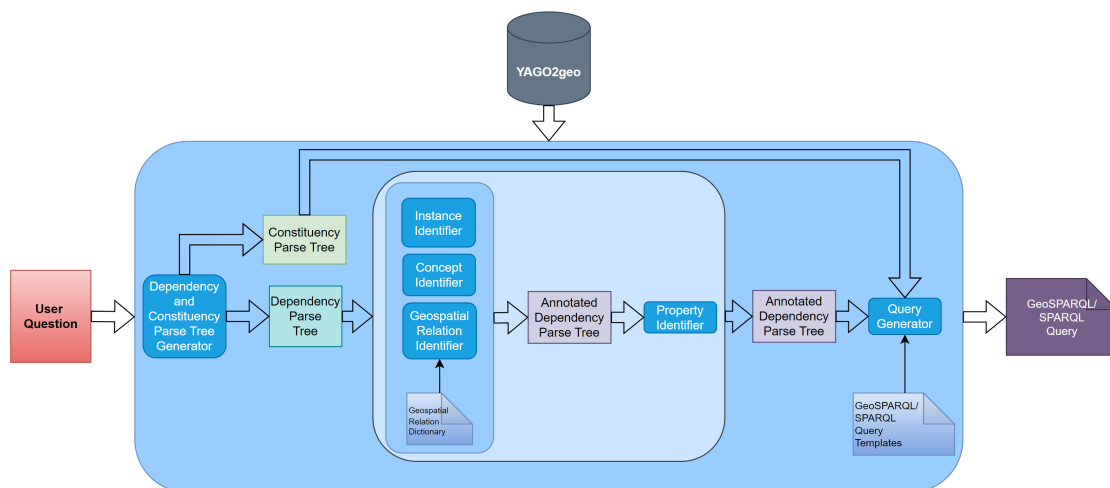 YAGO2geo
User
Question
Dependency
and
Constituency
Parse Tree
Generator
Constituency
Parse Tree
Dependency
Parse
Tree
Instance
Identifier
Concept
Identifier
Geospatial
Relation
Identifier
Geospatial
Relation
Dictionary
Annotated
Dependency
Parse Tree
Property
Identifier
Annotated
Dependency
Parse Tree
Query
Generator
GeoSPARQL/
SPARQL
Query
Templates
GeoSPARQL/
SPARQL
Query